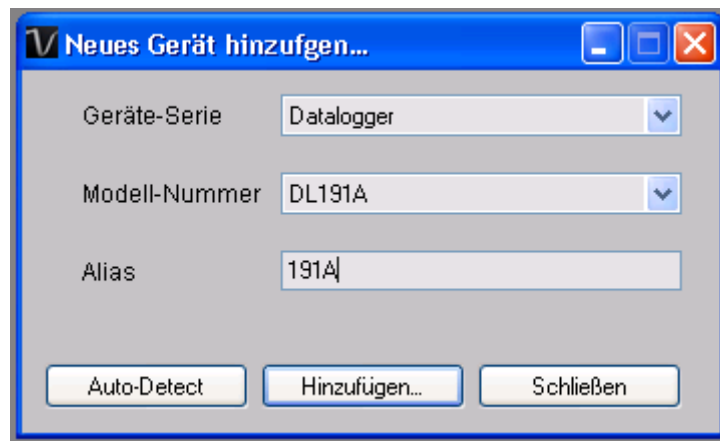 Neues Gerät hinzufgen...
Geräte-Serie Datalogger
Modell-Nummer DL191A
Alias 191A
Auto-Detect Hinzufügen... Schließen